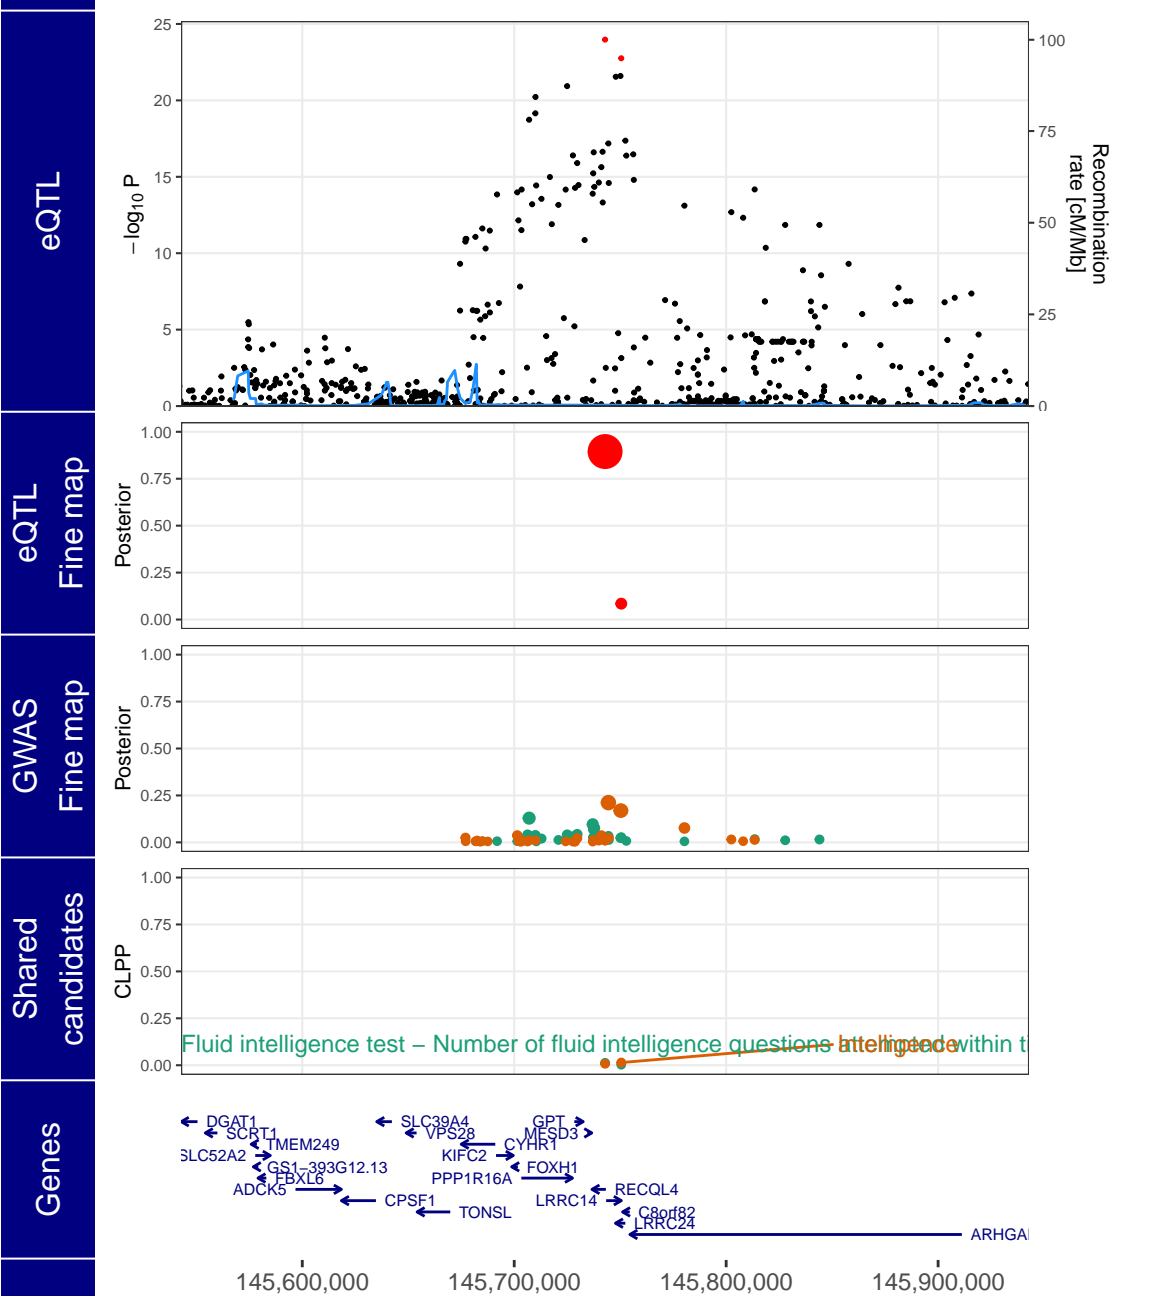 eQTL
−log10 P
25
20
15
10
5
0
100
75
50
25
0
Recombination
rate [cM/Mb]
eQTL
Fine map
Posterior
1.00
0.75
0.50
0.25
0.00
GWAS
Fine map
Posterior
1.00
0.75
0.50
0.25
0.00
Shared
candidates
CLPP
1.00
0.75
0.50
0.25
0.00
Fluid intelligence test − Number of fluid intelligence questions attempted within t
Intelligence
Genes
DGAT1
SLC39A4
GPT
SCRT1
VPS28
MFSD3
TMEM249
CYHR1
SLC52A2
KIFC2
GS1−393G12.13
FOXH1
FBXL6
PPP1R16A
ADCK5
RECQL4
CPSF1
LRRC14
TONSL
C8orf82
LRRC24
ARHGA
145,600,000
145,700,000
145,800,000
145,900,000